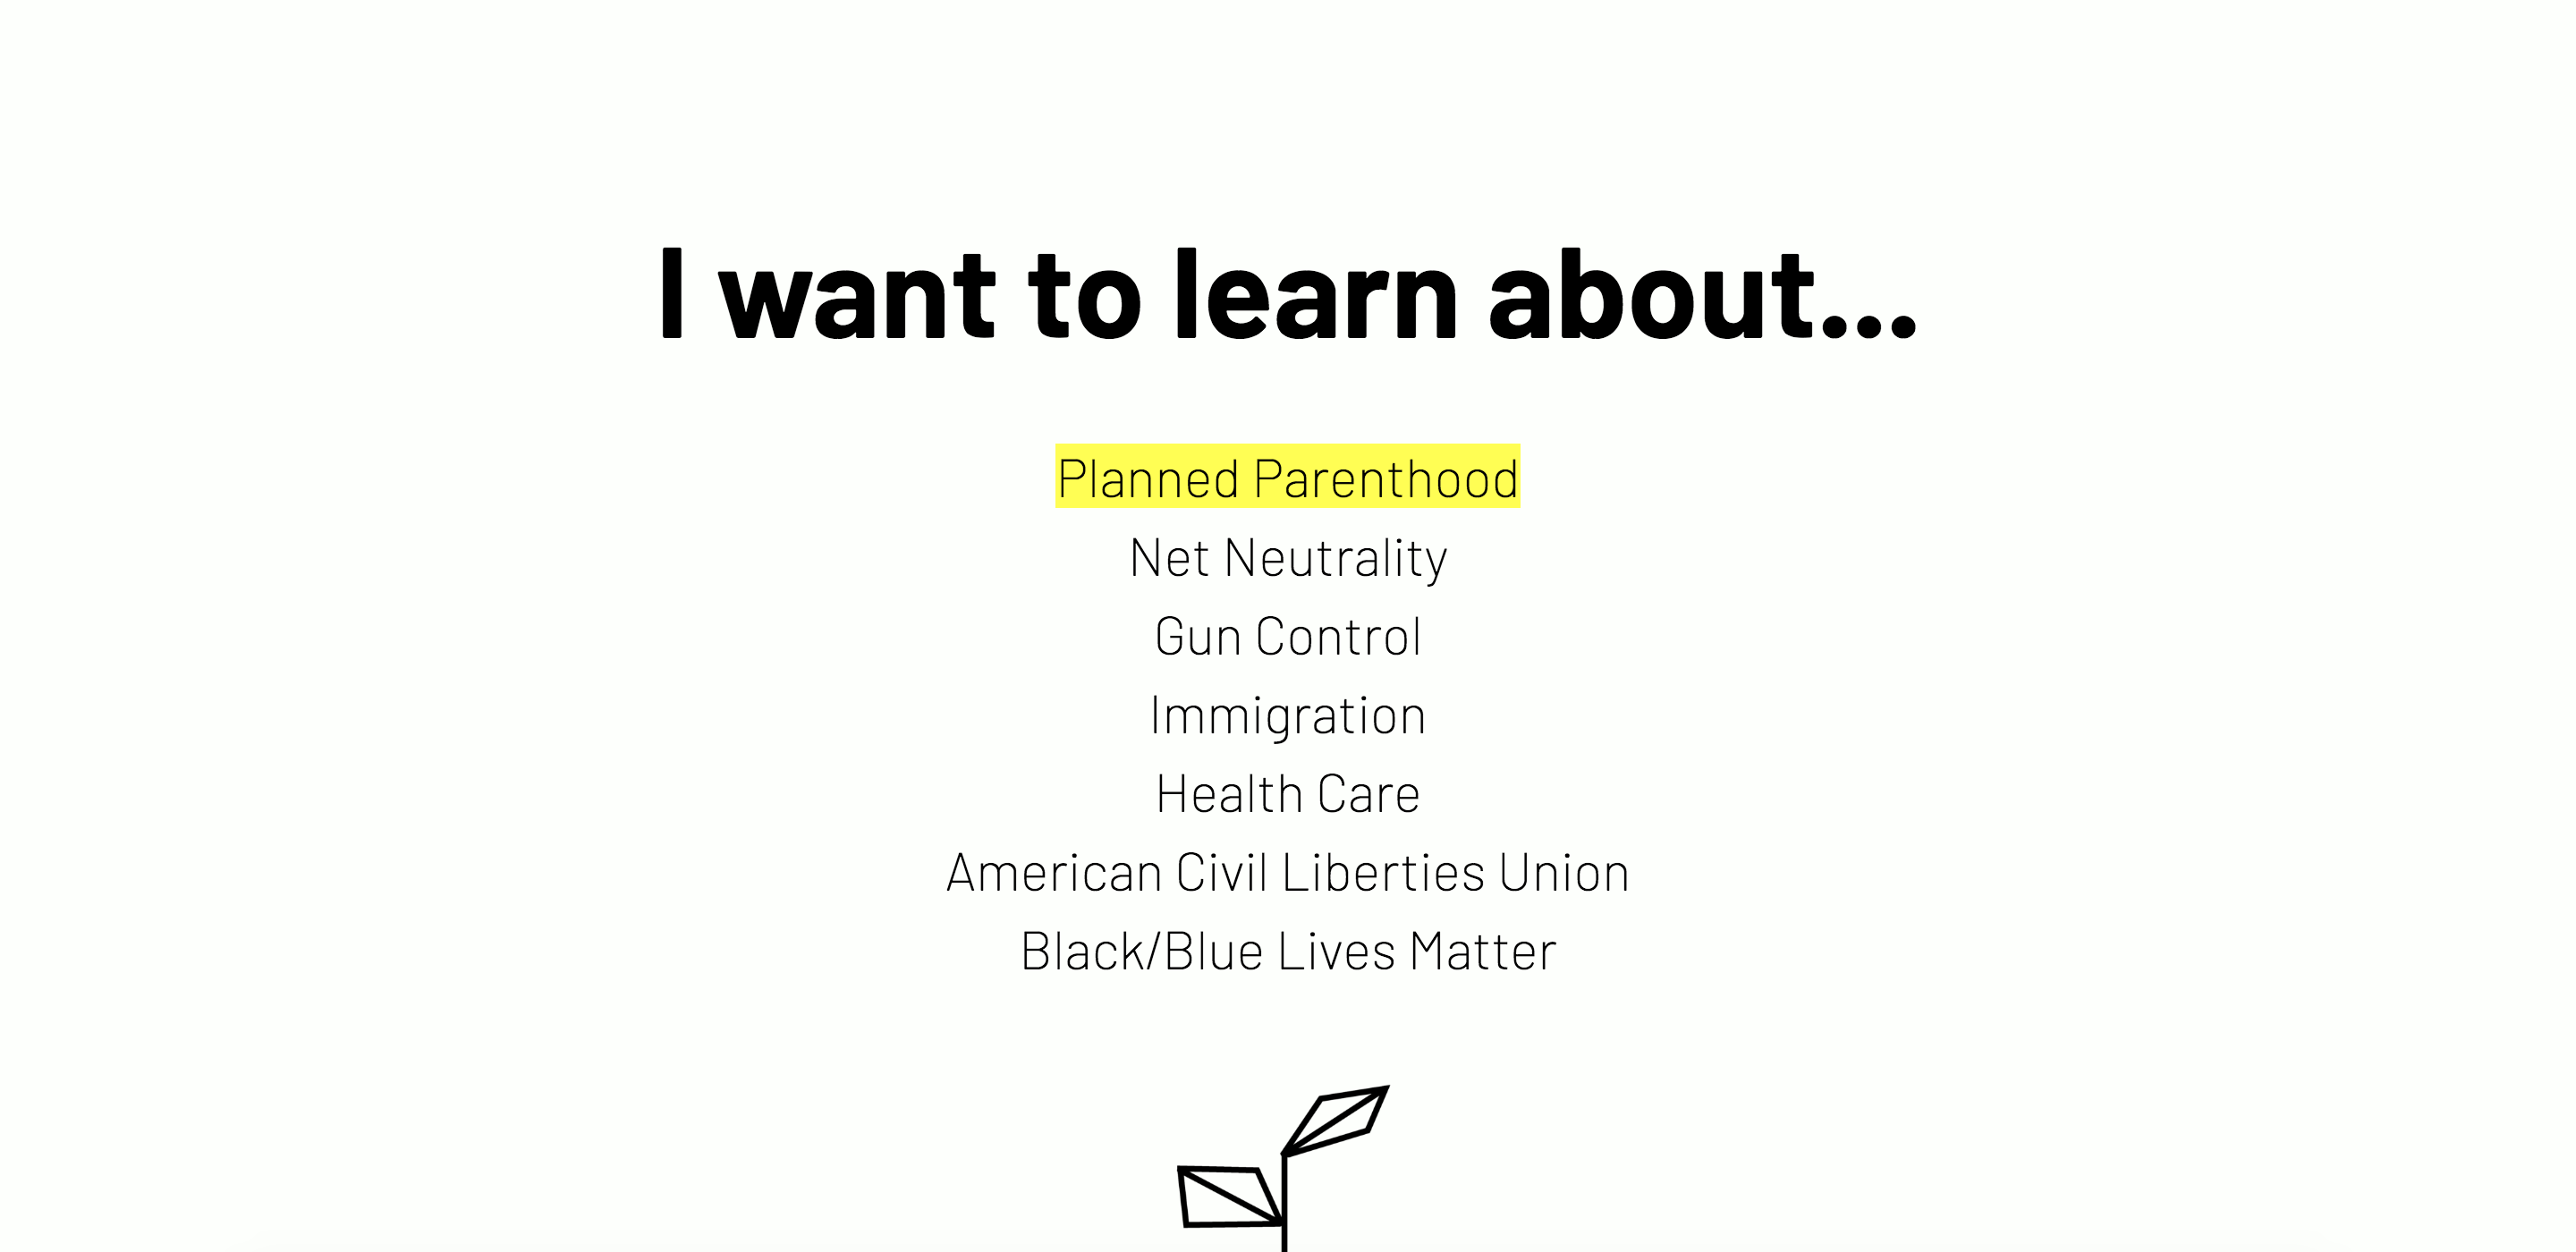 I want to learn about...
Planned Parenthood
Net Neutrality
Gun Control
Immigration
Health Care
American Civil Liberties Union
Black/Blue Lives Matter